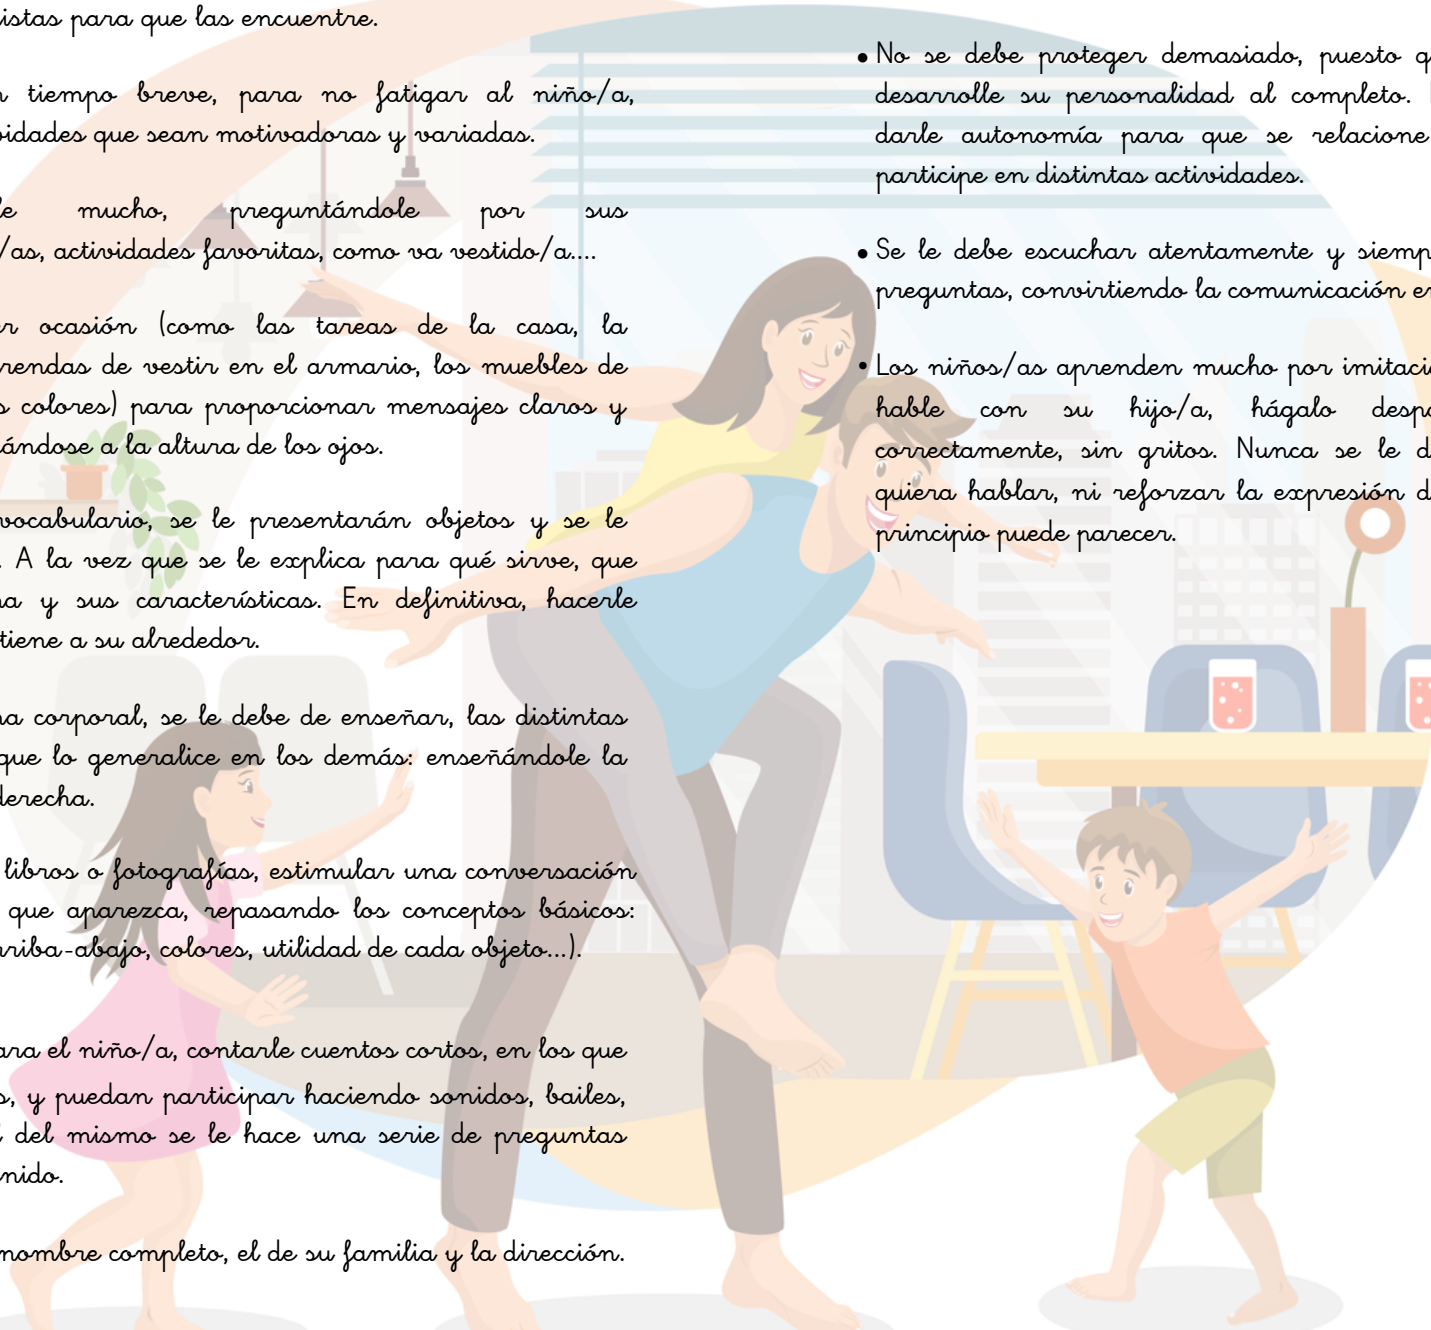 istas para que las encuentre.
tiempo breve, para no fatigar al niño/a,
idades que sean motivadoras y variadas.
le mucho, preguntándole por sus
/as, actividades favoritas, como va vestido/a....
er ocasión (como las tareas de la casa, la
rendas de vestir en el armario, los muebles de
s colores) para proporcionar mensajes claros y
ándose a la altura de los ojos.
vocabulario, se le presentarán objetos y se le
. A la vez que se le explica para qué sirve, que
na y sus características. En definitiva, hacerle
tiene a su alrededor.
na corporal, se le debe de enseñar, las distintas
que lo generalice en los demás: enseñándole la
derecha.
libros o fotografías, estimular una conversación
que aparezca, repasando los conceptos básicos:
rriba-abajo, colores, utilidad de cada objeto...).
ara el niño/a, contarle cuentos cortos, en los que
s, y puedan participar haciendo sonidos, bailes,
l del mismo se le hace una serie de preguntas
nido.
nombre completo, el de su familia y la dirección.
• No se debe proteger demasiado, puesto q
desarrolle su personalidad al completo.
darle autonomía para que se relacione
participe en distintas actividades.
• Se le debe escuchar atentamente y siemp
preguntas, convirtiendo la comunicación en
• Los niños/as aprenden mucho por imitaci
hable con su hijo/a, hágalo desp
correctamente, sin gritos. Nunca se le d
quiera hablar, ni reforzar la expresión d
principio puede parecer.